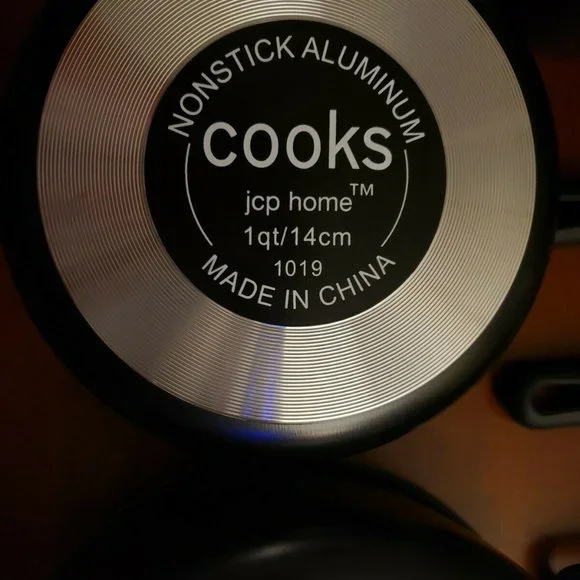 NONSTICK ALUMINUM
cooks
jcp home™
1qt/14cm
1019
MADE IN CHINA